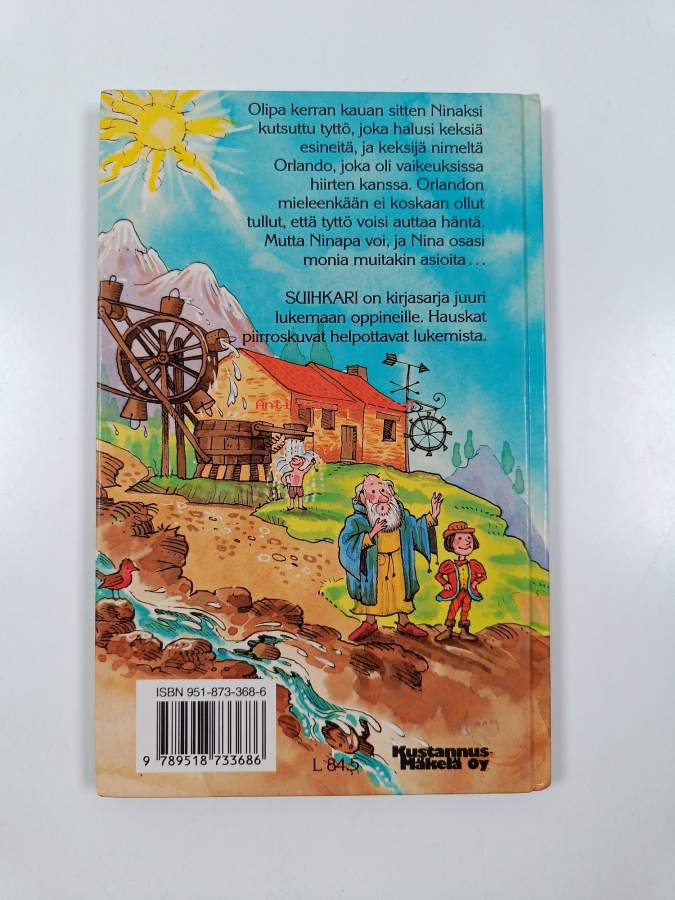 Olipa kerran kauan sitten Ninaksi
kutsuttu tyttö, joka halusi keksiä
esineitä, ja keksijä nimeltä
Orlando, joka oli vaikeuksissa
hiirten kanssa. Orlandon
mieleenkään ei koskaan ollut
tullut, että tyttö voisi auttaa häntä.
Mutta Ninapa voi, ja Nina osasi
monia muitakin asioita...
SUIHKARI on kirjasarja juuri
lukemaan oppineille. Hauskat
piirroskuvat helpottavat lukemista.
ISBN 951-873-368-6
9 789518 733686
L 84.5
Kustannus-
Mäkelä Oy